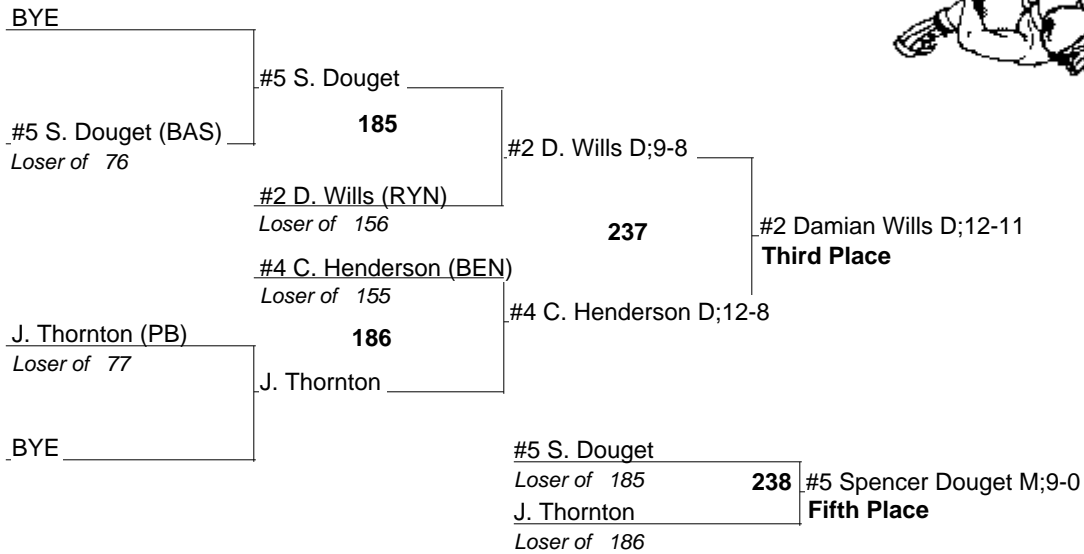 BYE
#5 S. Douget
#5 S. Douget (BAS)
Loser of 76
185
#2 D. Wills D;9-8
#2 D. Wills (RYN)
Loser of 156
237
#2 Damian Wills D;12-11
Third Place
#4 C. Henderson (BEN)
Loser of 155
#4 C. Henderson D;12-8
J. Thornton (PB)
Loser of 77
186
J. Thornton
BYE
#5 S. Douget
Loser of 185
238
#5 Spencer Douget M;9-0
Fifth Place
J. Thornton
Loser of 186